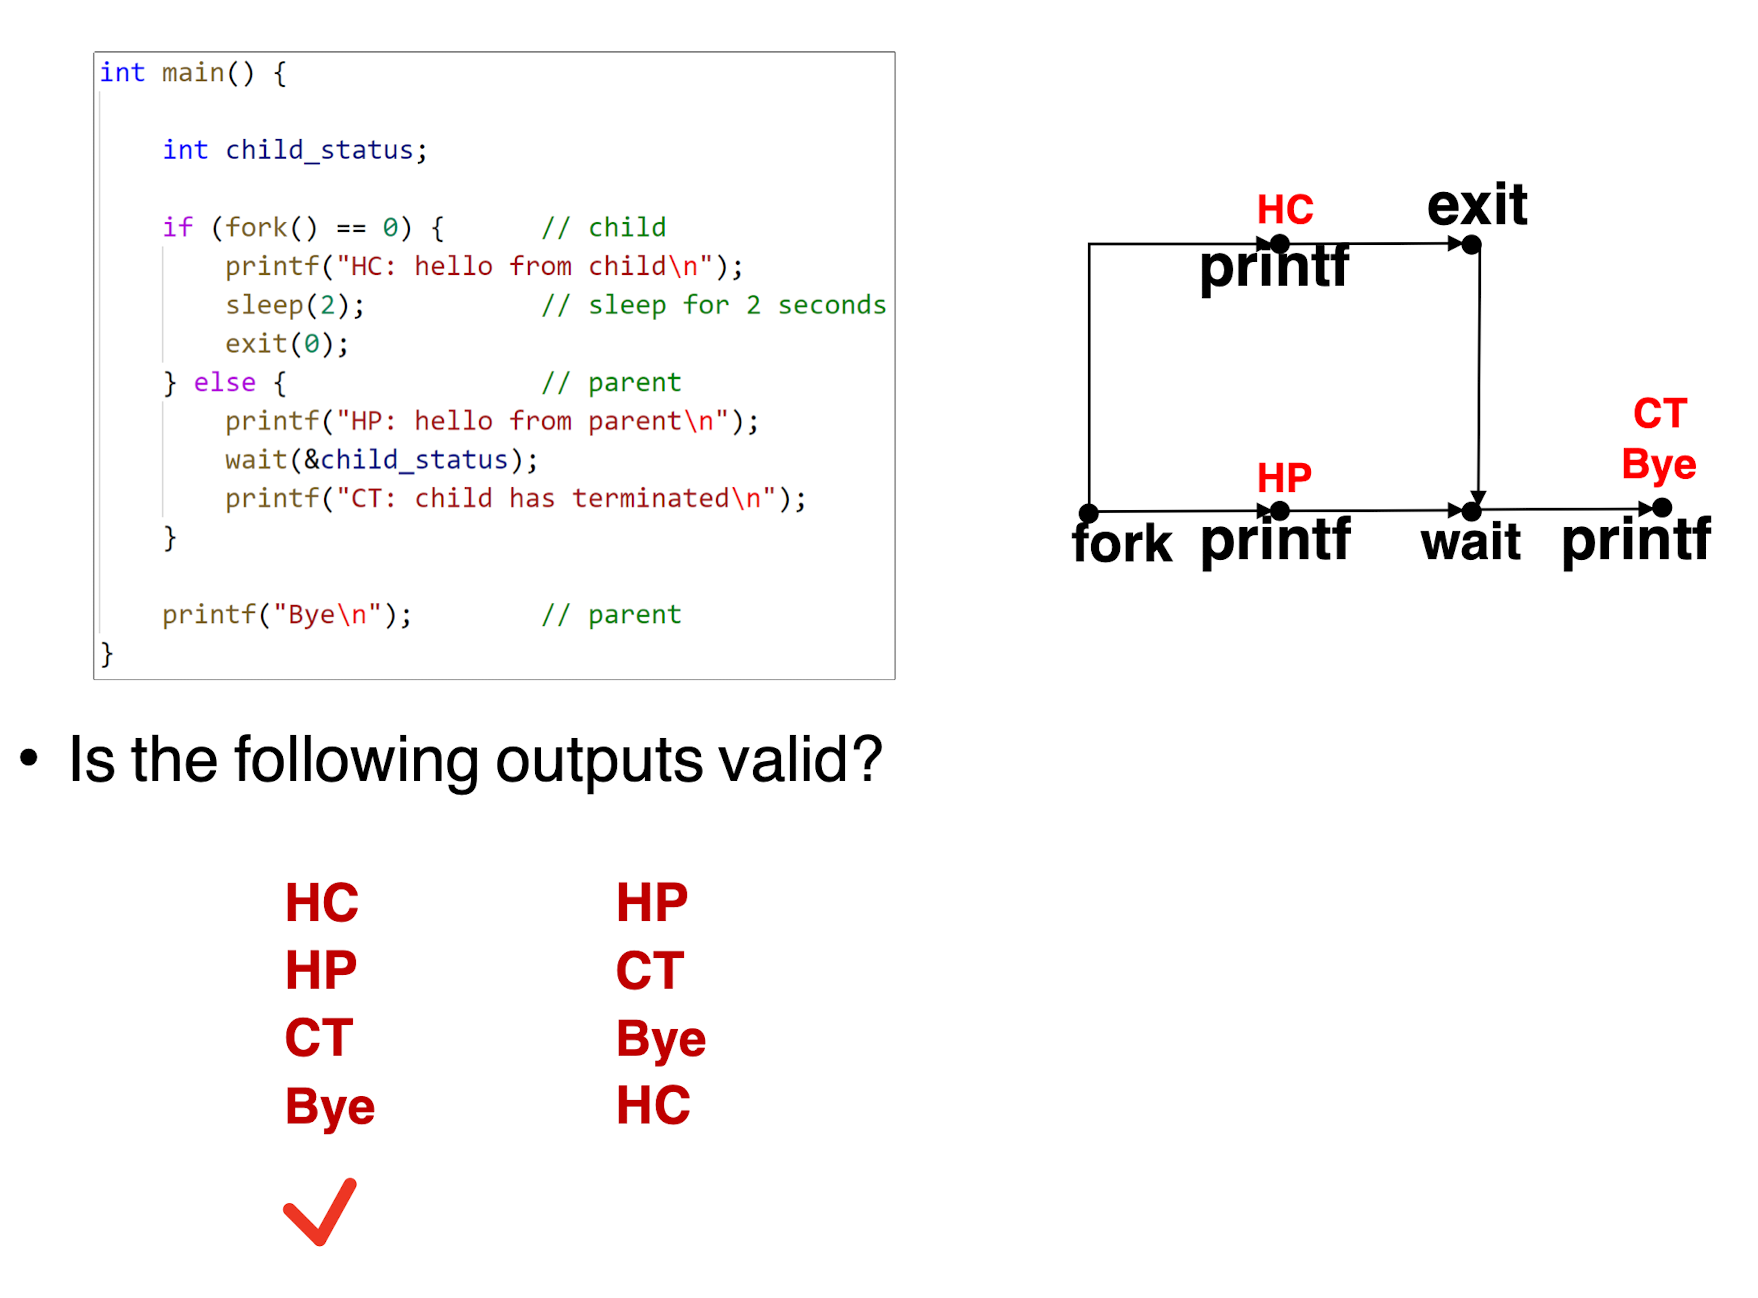 int main() {
int child_status;
if (fork() == 0) { // child
printf("HC: hello from child\n");
sleep(2); // sleep for 2 seconds
exit(0);
} else { // parent
printf("HP: hello from parent\n");
wait(&child_status);
printf("CT: child has terminated\n");
}
printf("Bye\n"); // parent
}
HC
exit
printf
CT
Bye
HP
fork printf wait printf
• Is the following outputs valid?
HC
HP
CT
Bye
HP
CT
Bye
HC